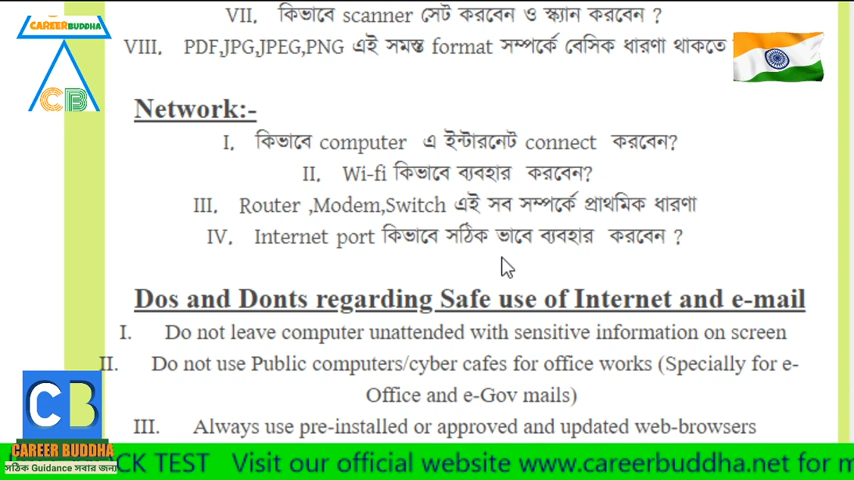 CAREERBUDDHA
CB
VII. কিভাবে scanner সেট করবেন ও স্ক্যান করবেন ?
VIII. PDF,JPG,JPEG,PNG এই সমস্ত format সম্পর্কে বেসিক ধারণা থাকতে
Network:-
I. কিভাবে computer এ ইন্টারনেট connect করবেন?
II. Wi-fi কিভাবে ব্যবহার করবেন?
III. Router ,Modem,Switch এই সব সম্পর্কে প্রাথমিক ধারণা
IV. Internet port কিভাবে সঠিক ভাবে ব্যবহার করবেন ?
Dos and Donts regarding Safe use of Internet and e-mail
I. Do not leave computer unattended with sensitive information on screen
II. Do not use Public computers/cyber cafes for office works (Specially for e-
Office and e-Gov mails)
III. Always use pre-installed or approved and updated web-browsers
CB
CAREER BUDDHA
সঠিক Guidance সবার জন্য
CK TEST Visit our official website www.careerbuddha.net for m